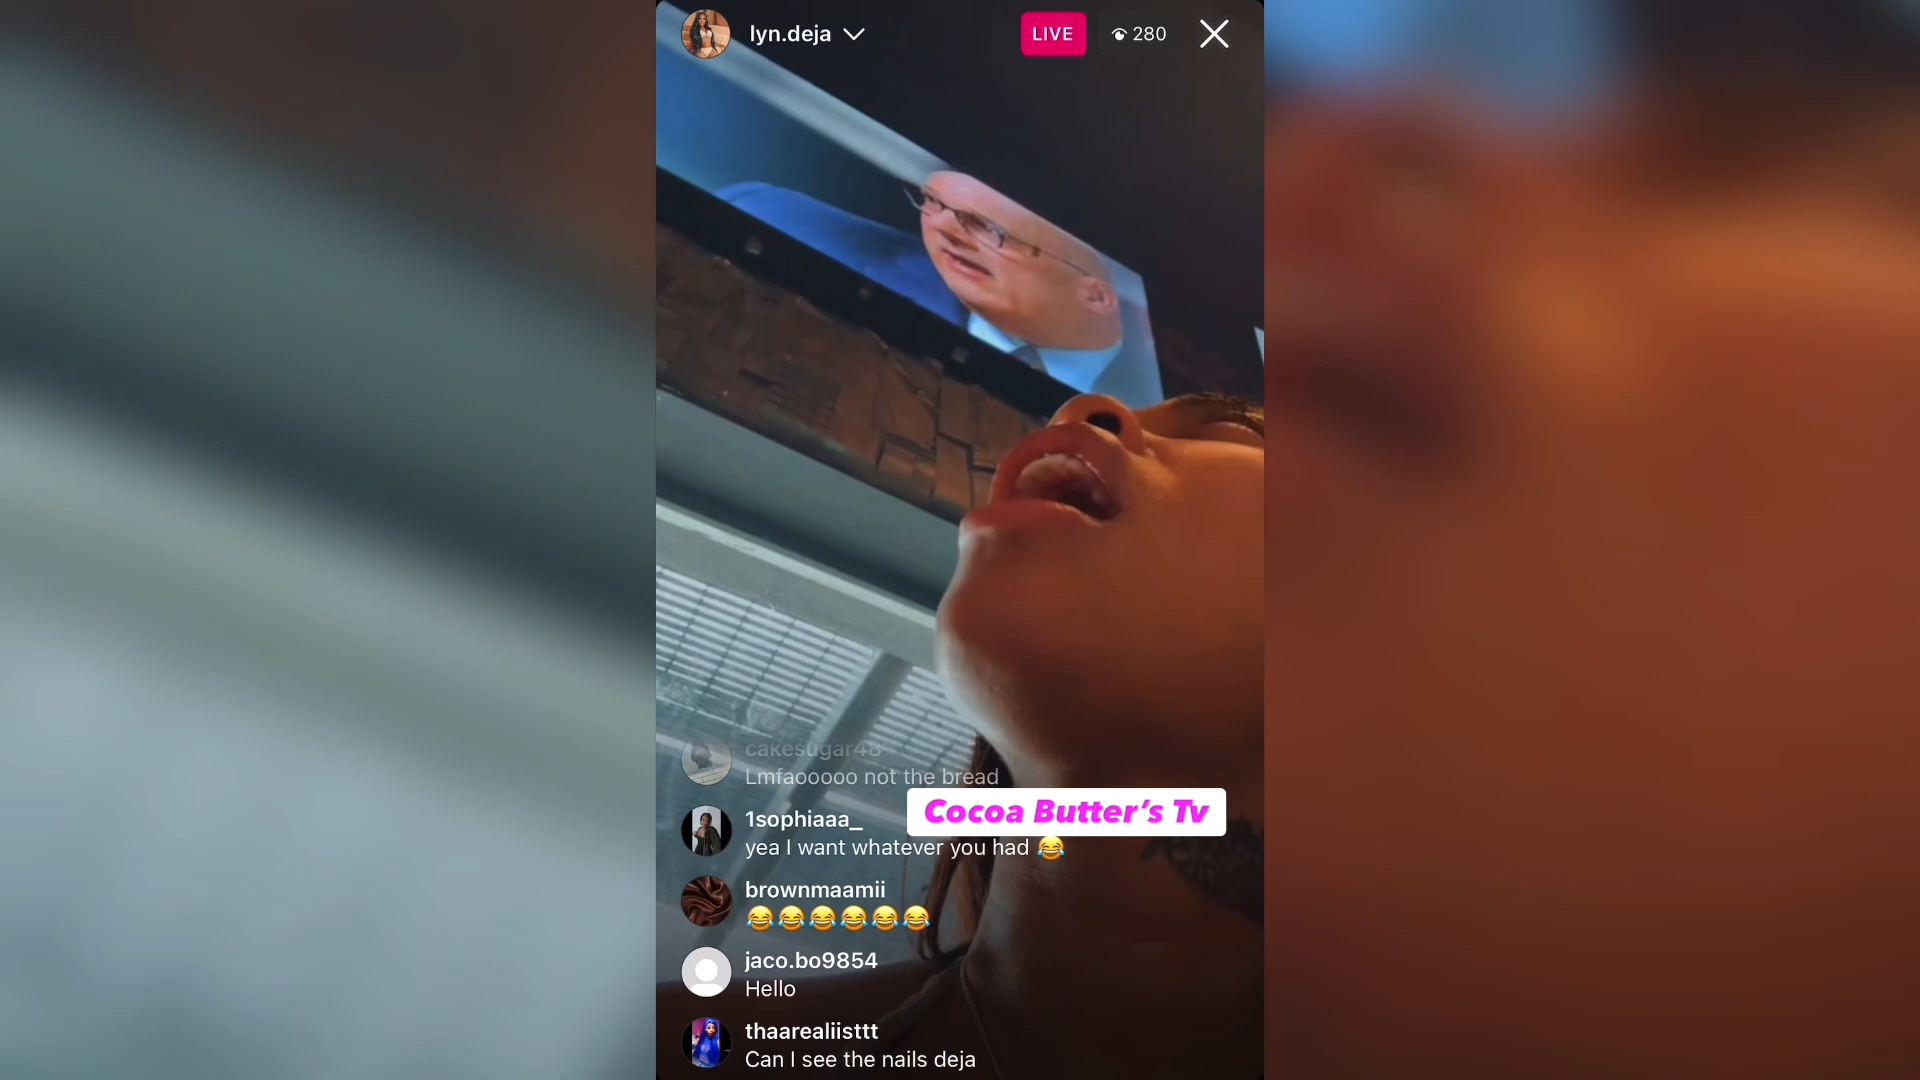 lyn.deja
LIVE
280
cakesugar48
Lmfaooooo not the bread
Cocoa Butter's Tv
1sophiaaa_
yea I want whatever you had 😂
brownmaamii
😂😂😂😂😂😂
jaco.bo9854
Hello
thaarealiisttt
Can I see the nails deja